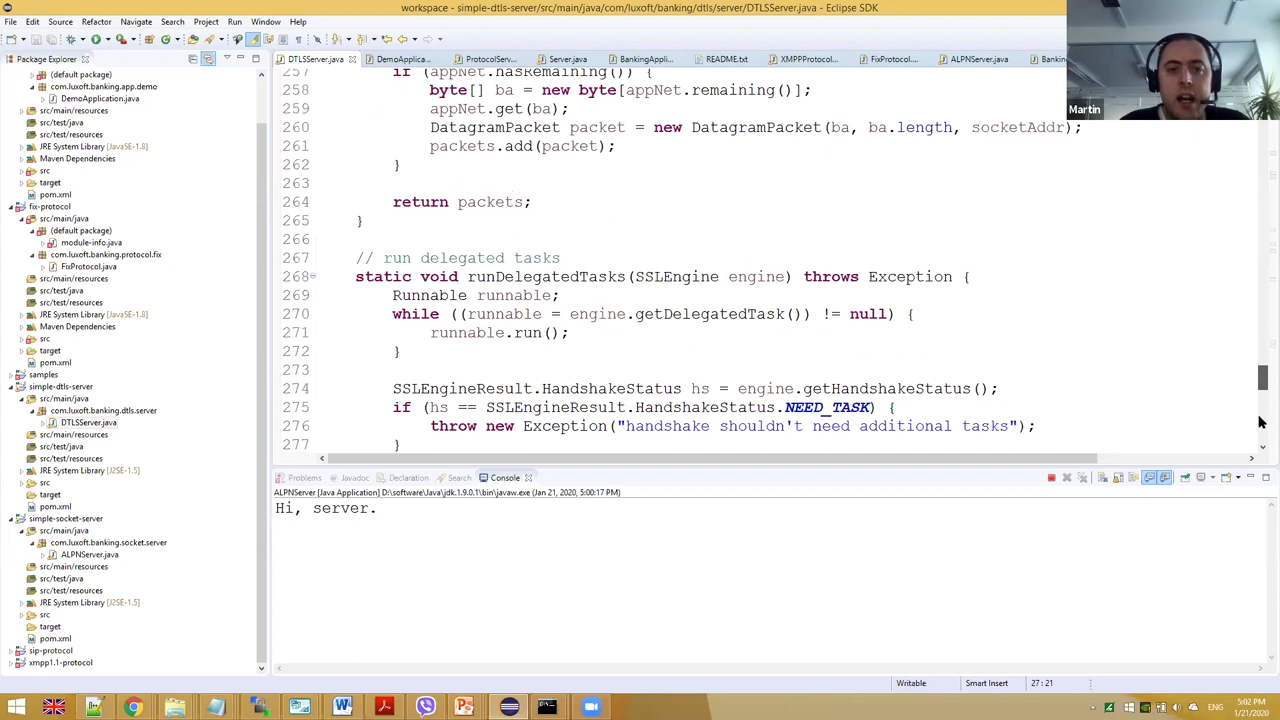 workspace - simple-dtls-server/src/main/java/com/luxoft/banking/dtls/server/DTLSServer.java - Eclipse SDK
File Edit Source Refactor Navigate Search Project Run Window Help
Package Explorer
(default package)
com.luxoft.banking.app.demo
DemoApplication.java
src/main/resources
src/test/java
src/test/resources
JRE System Library [JavaSE-1.8]
Maven Dependencies
src
target
pom.xml
fix-protocol
src/main/java
(default package)
module-info.java
com.luxoft.banking.protocol.fix
FixProtocol.java
src/main/resources
src/test/java
src/test/resources
JRE System Library [JavaSE-1.8]
Maven Dependencies
src
target
pom.xml
samples
simple-dtls-server
src/main/java
com.luxoft.banking.dtls.server
DTLSServer.java
src/main/resources
src/test/java
src/test/resources
JRE System Library [J2SE-1.5]
src
target
pom.xml
simple-socket-server
src/main/java
com.luxoft.banking.socket.server
ALPNServer.java
src/main/resources
src/test/java
src/test/resources
JRE System Library [J2SE-1.5]
src
target
pom.xml
sip-protocol
xmpp1.1-protocol
DTLSServer.java DemoApplica... ProtocolServ... Server.java BankingAppli... README.txt XMPPProtocol... FixProtocol.... ALPNServer.java Bankin
257 if (appNet.hasRemaining()) {
258 byte[] ba = new byte[appNet.remaining()];
259 appNet.get(ba);
260 DatagramPacket packet = new DatagramPacket(ba, ba.length, socketAddr);
261 packets.add(packet);
262 }
263
264 return packets;
265 }
266
267 // run delegated tasks
268 static void runDelegatedTasks(SSLEngine engine) throws Exception {
269 Runnable runnable;
270 while ((runnable = engine.getDelegatedTask()) != null) {
271 runnable.run();
272 }
273
274 SSLEngineResult.HandshakeStatus hs = engine.getHandshakeStatus();
275 if (hs == SSLEngineResult.HandshakeStatus.NEED_TASK) {
276 throw new Exception("handshake shouldn't need additional tasks");
277 }
Martin
Problems Javadoc Declaration Search Console
ALPNServer [Java Application] D:\software\Java\jdk.1.9.0.1\bin\javaw.exe (Jan 21, 2020, 5:00:17 PM)
Hi, server.
Writable Smart Insert 27 : 21
ENG
5:02 PM
1/21/2020